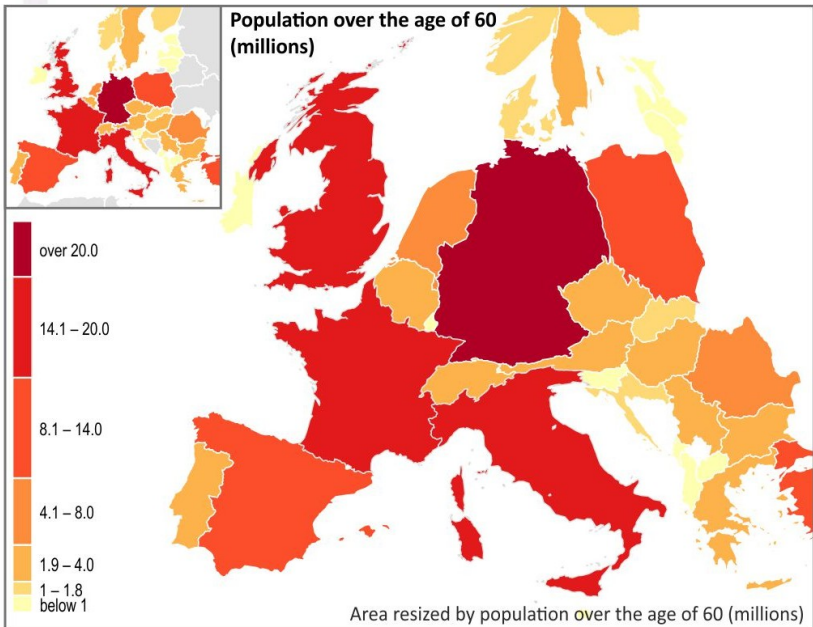 Population over the age of 60
(millions)
over 20.0
14.1 – 20.0
8.1 – 14.0
4.1 – 8.0
1.9 – 4.0
1 – 1.8
below 1
Area resized by population over the age of 60 (millions)